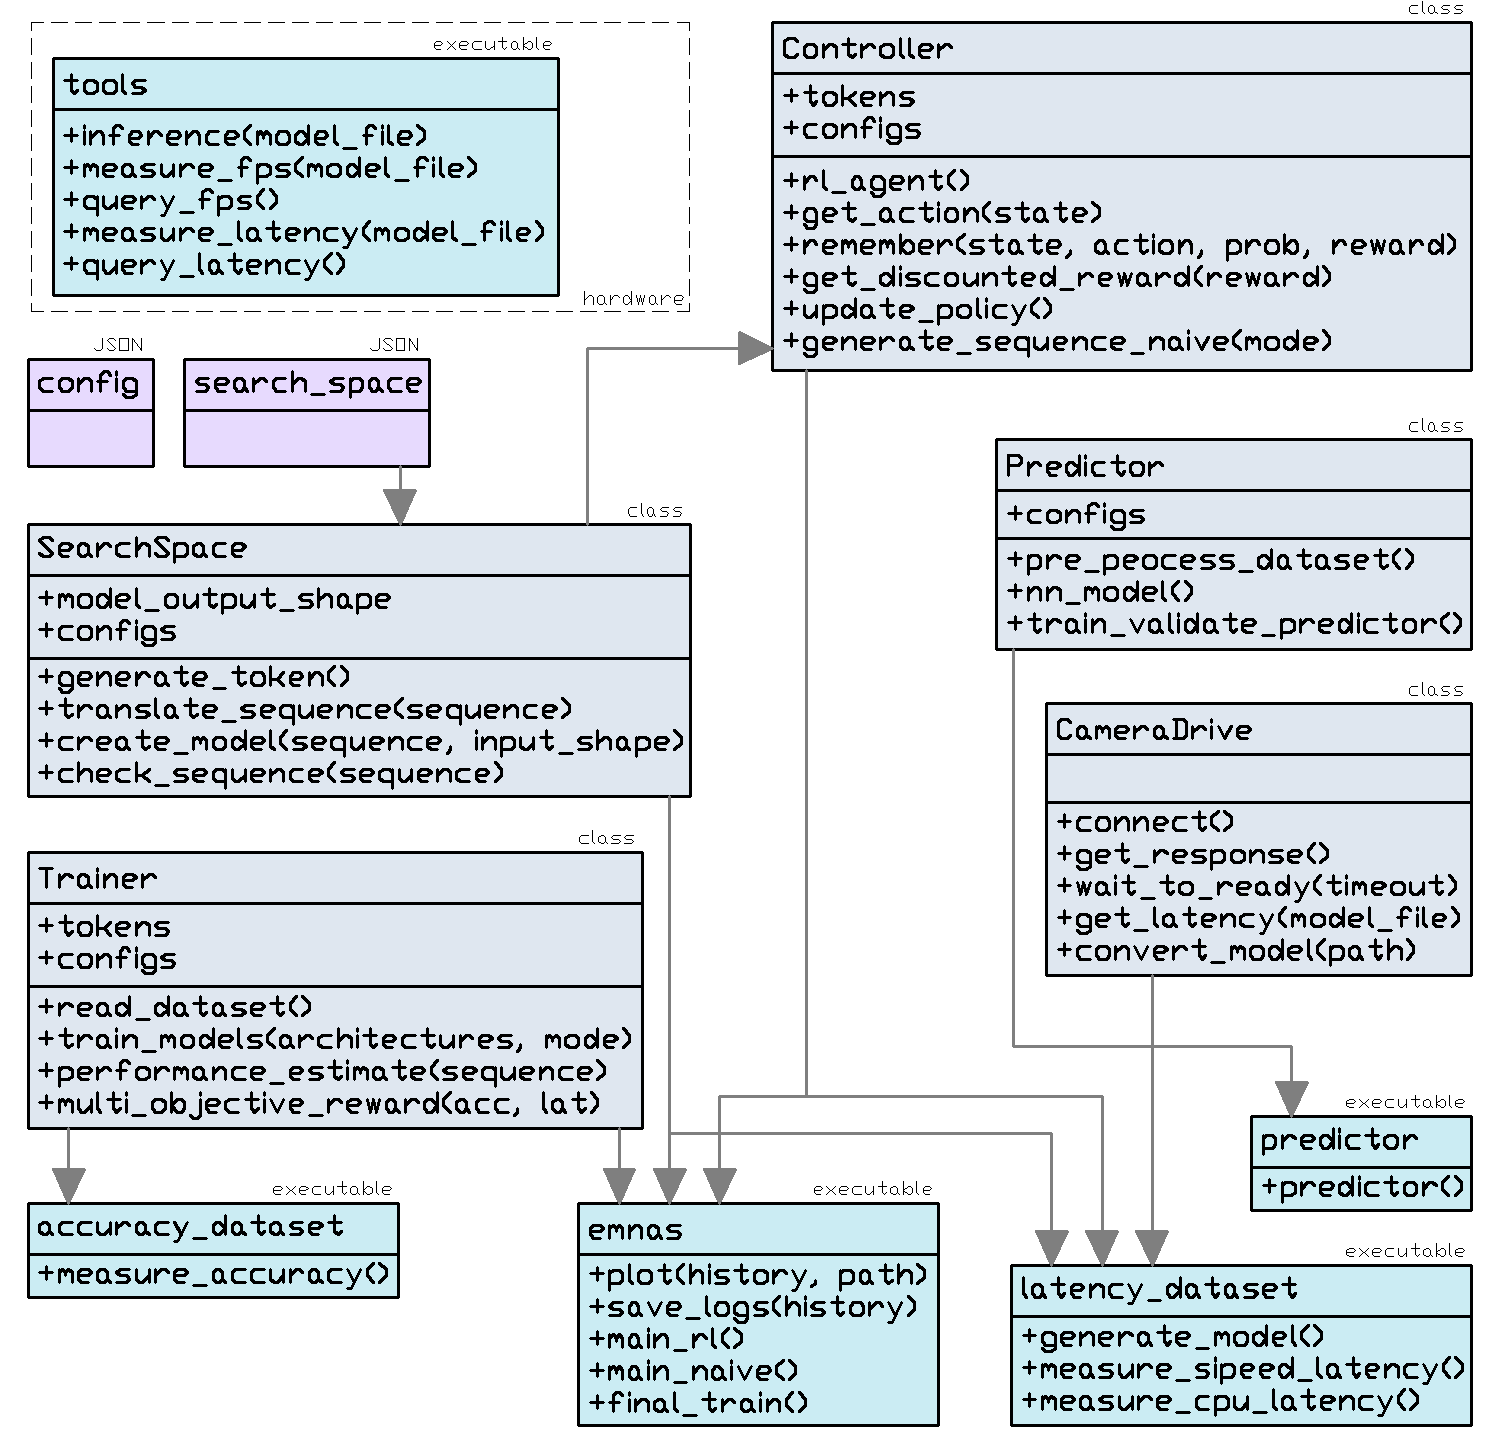 executable
tools
+inference(model_file)
+measure_fps(model_file)
+query_fps()
+measure_latency(model_file)
+query_latency()
hardware
class
Controller
+tokens
+configs
+rl_agent()
+get_action(state)
+remember(state, action, prob, reward)
+get_discounted_reward(reward)
+update_policy()
+generate_sequence_naive(mode)
JSON
config
JSON
search_space
class
SearchSpace
+model_output_shape
+configs
+generate_token()
+translate_sequence(sequence)
+create_model(sequence, input_shape)
+check_sequence(sequence)
class
Predictor
+configs
+pre_peocess_dataset()
+nn_model()
+train_validate_predictor()
class
CameraDrive
+connect()
+get_response()
+wait_to_ready(timeout)
+get_latency(model_file)
+convert_model(path)
class
Trainer
+tokens
+configs
+read_dataset()
+train_models(architectures, mode)
+performance_estimate(sequence)
+multi_objective_reward(acc, lat)
executable
predictor
+predictor()
executable
accuracy_dataset
+measure_accuracy()
executable
emnas
+plot(history, path)
+save_logs(history)
+main_rl()
+main_naive()
+final_train()
executable
latency_dataset
+generate_model()
+measure_sipeed_latency()
+measure_cpu_latency()